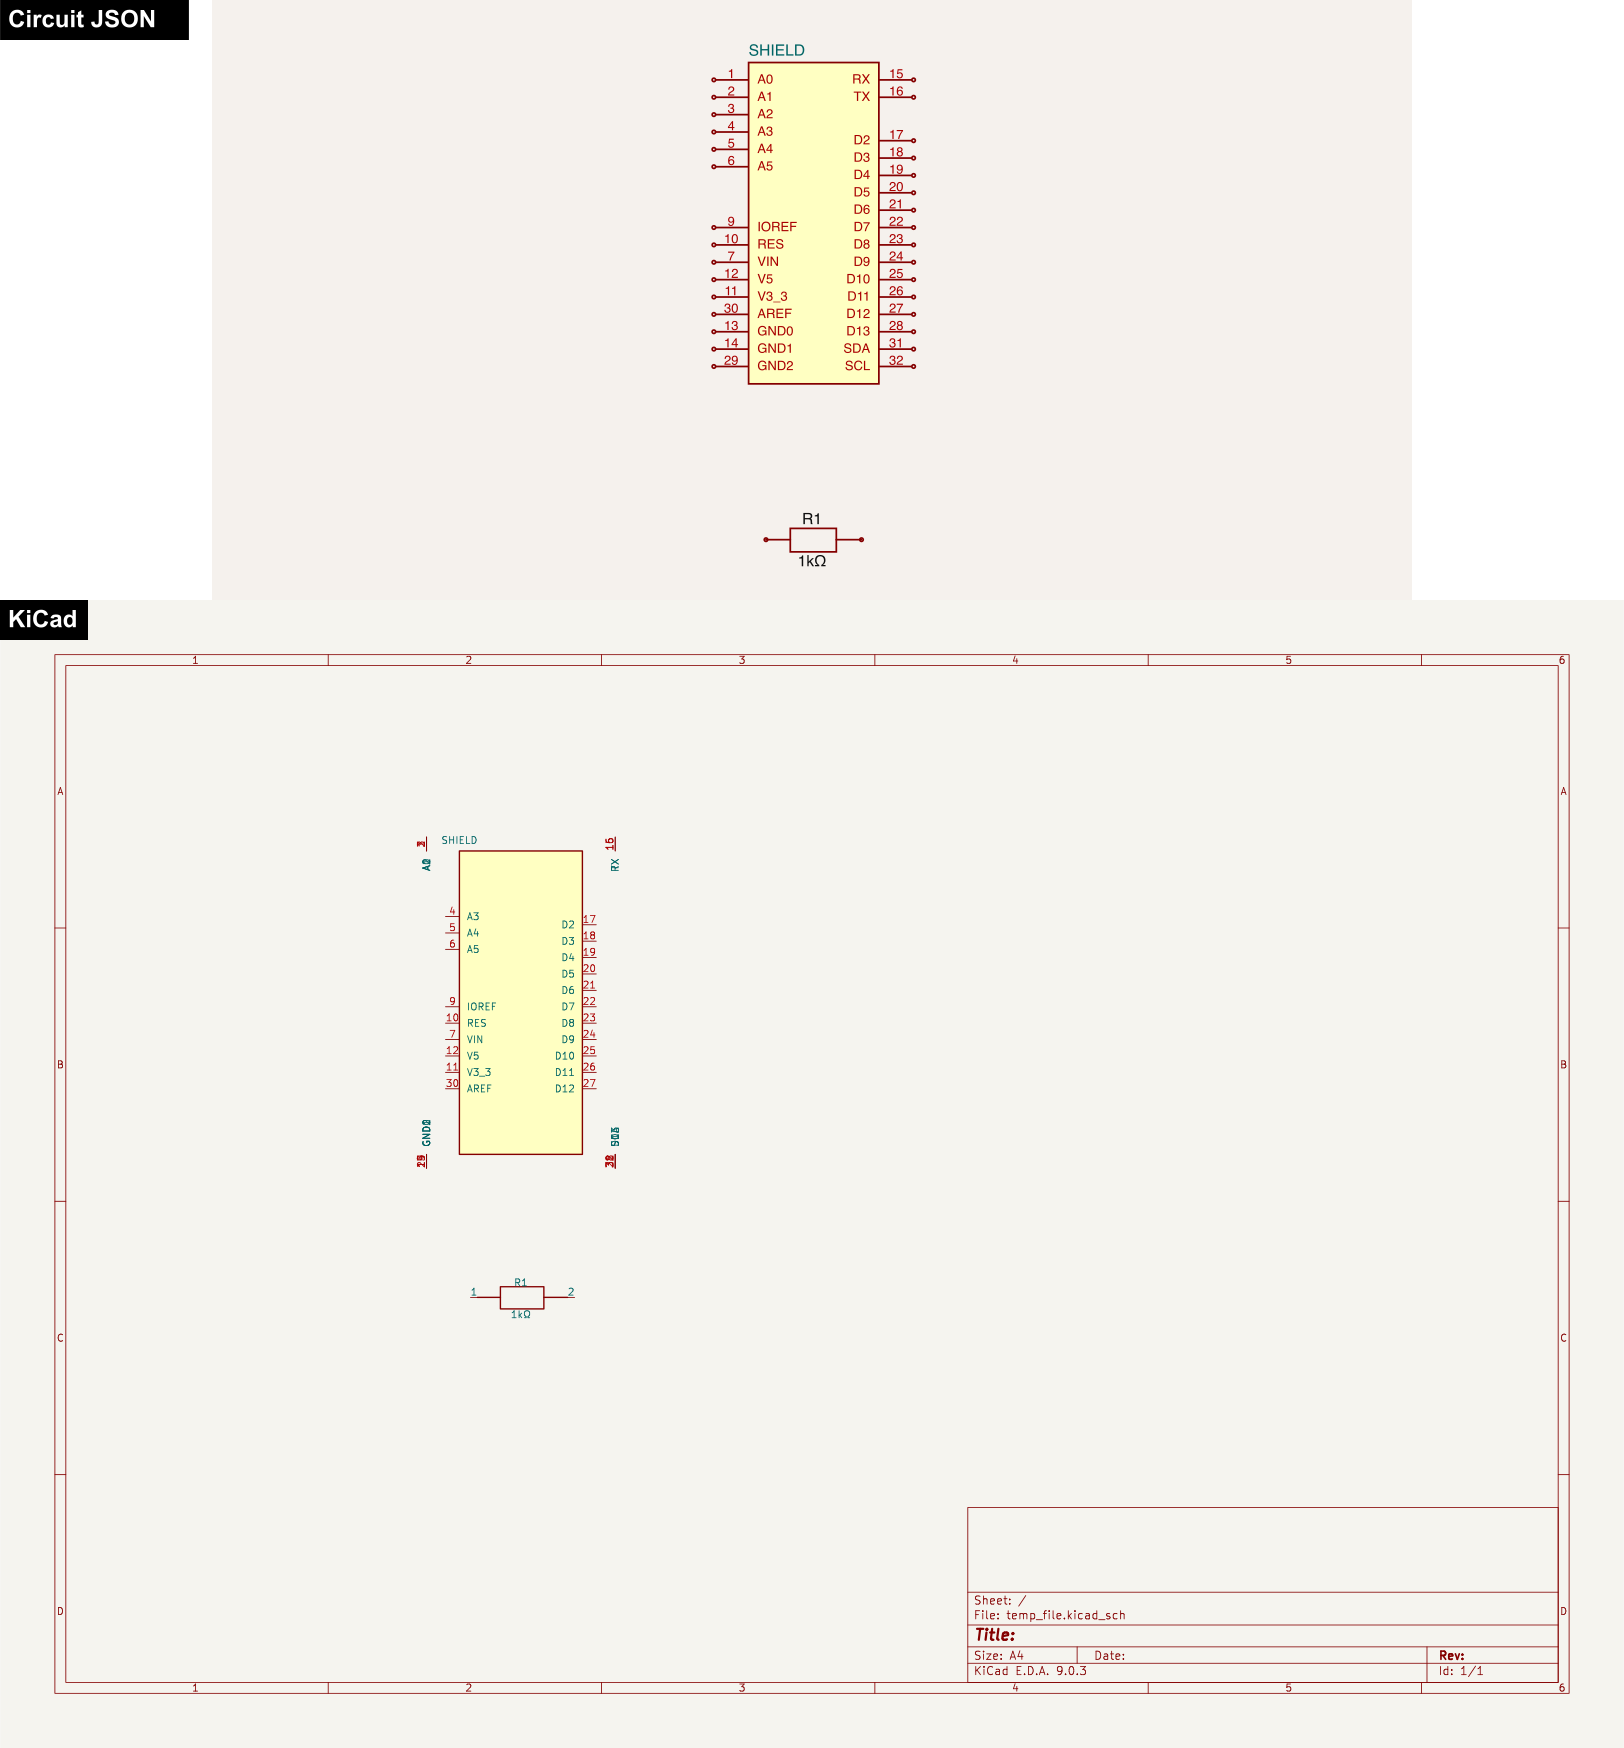 Circuit JSON
SHIELD
1 A0 RX 15
2 A1 TX 16
3 A2
4 A3 D2 17
5 A4 D3 18
6 A5 D4 19
D5 20
D6 21
9 IOREF D7 22
10 RES D8 23
7 VIN D9 24
12 V5 D10 25
11 V3_3 D11 26
30 AREF D12 27
13 GND0 D13 28
14 GND1 SDA 31
29 GND2 SCL 32
R1
1kΩ
KiCad
1 2 3 4 5 6
A A
SHIELD
16
RX
4 A3 D2 17
5 A4 D3 18
6 A5 D4 19
D5 20
D6 21
9 IOREF D7 22
10 RES D8 23
7 VIN D9 24
12 V5 D10 25
11 V3_3 D11 26
30 AREF D12 27
B B
R1
1 2
1kΩ
C C
D D
Sheet: /
File: temp_file.kicad_sch
Title:
Size: A4 Date: Rev:
KiCad E.D.A. 9.0.3 Id: 1/1
1 2 3 4 5 6